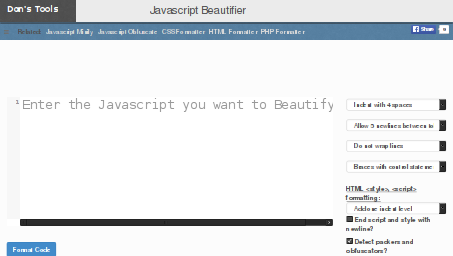 Don's Tools
Javascript Beautifier
Related: Javascript Minify Javascript Obfuscate CSS Formatter HTML Formatter PHP Formatter
Share
1 Enter the Javascript you want to Beautify
Indent with 4 spaces
Allow 5 newlines between to
Do not wrap lines
Braces with control stateme
HTML <style>, <script>
formatting:
Add one indent level
End script and style with
newline?
Detect packers and
obfuscators?
Format Code